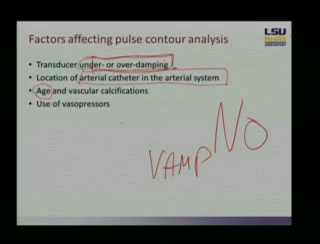 Factors affecting pulse contour analysis
LSU
Health
• Transducer under- or over-damping
• Location of arterial catheter in the arterial system
• Age and vascular calcifications
• Use of vasopressors
NO
VAMP